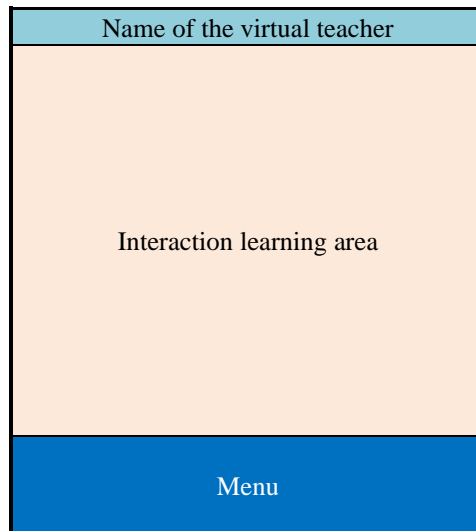 Name of the virtual teacher
Interaction learning area
Menu